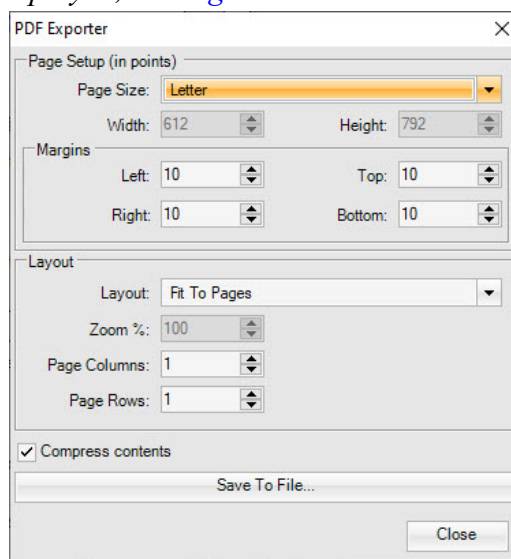 PDF Exporter
Page Setup (in points)
Page Size: Letter
Width: 612 Height: 792
Margins
Left: 10 Top: 10
Right: 10 Bottom: 10
Layout
Layout: Fit To Pages
Zoom %: 100
Page Columns: 1
Page Rows: 1
Compress contents
Save To File...
Close